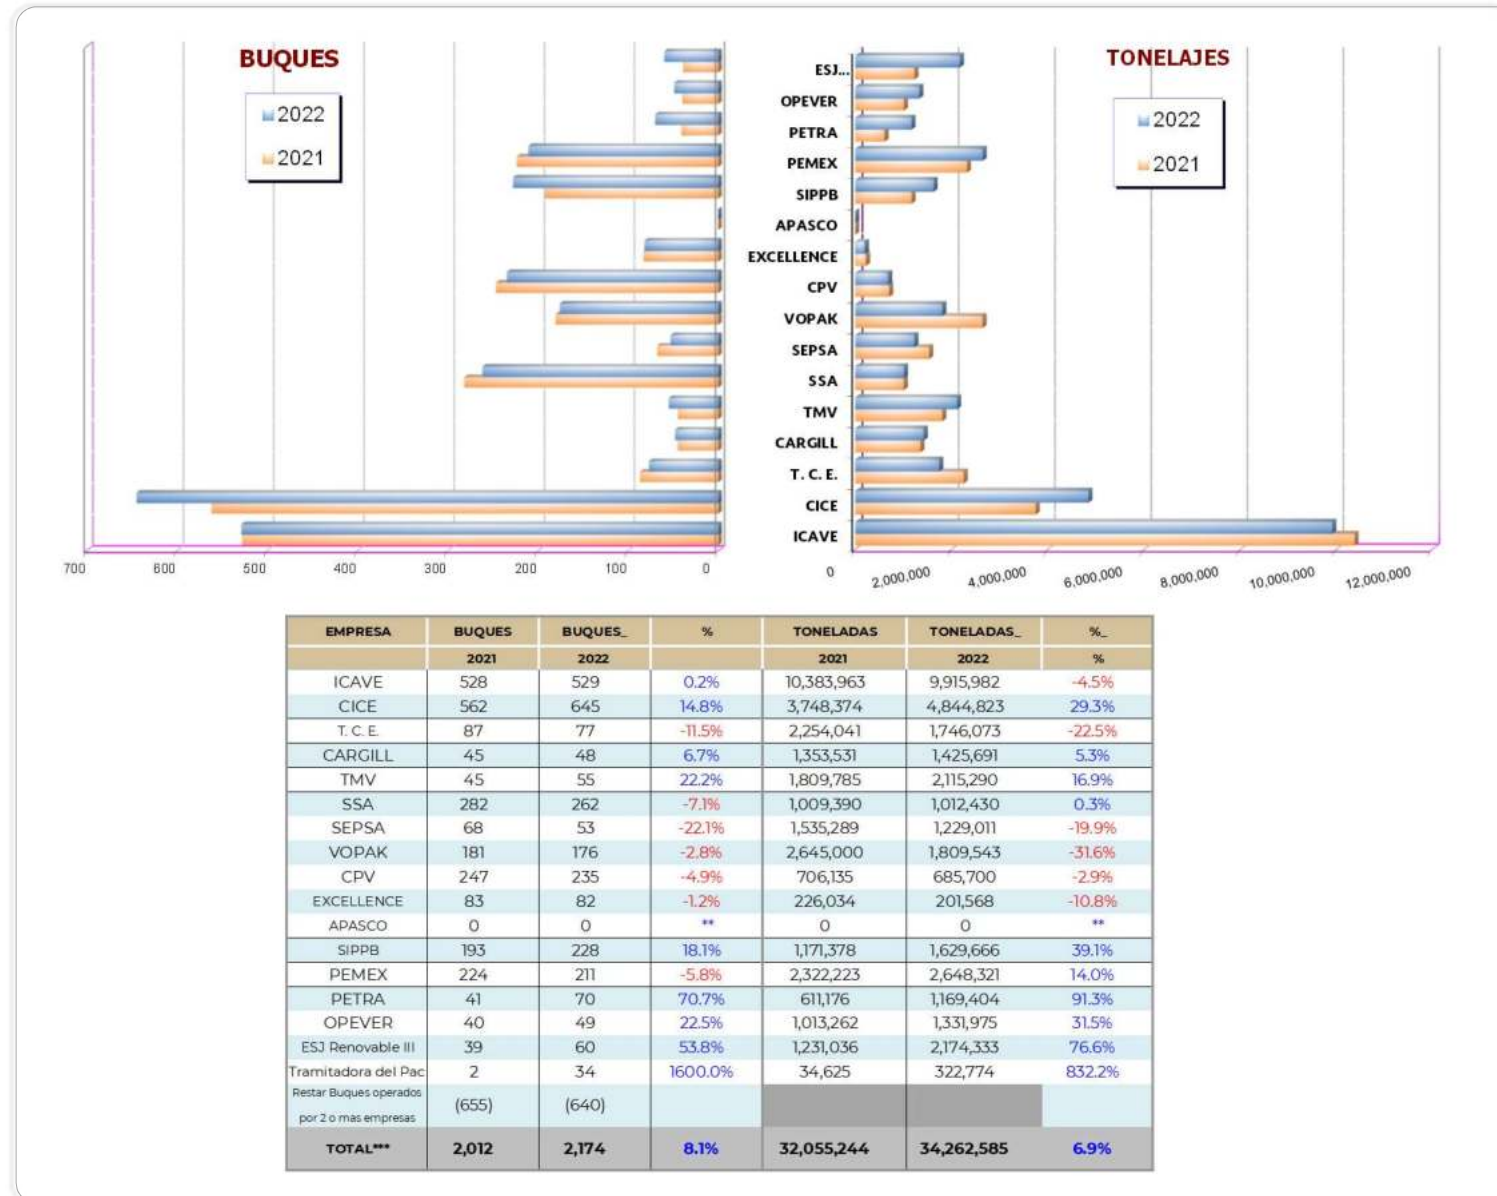 BUQUES
2022
2021
TONELAJES
2022
2021
ESJ...
OPEVER
PETRA
PEMEX
SIPPB
APASCO
EXCELLENCE
CPV
VOPAK
SEPSA
SSA
TMV
CARGILL
T. C. E.
CICE
ICAVE
700 600 500 400 300 200 100 0
0 2,000,000 4,000,000 6,000,000 8,000,000 10,000,000 12,000,000
EMPRESA BUQUES BUQUES_ % TONELADAS TONELADAS_ %_
2021 2022 2021 2022 %
ICAVE 528 529 0.2% 10,383,963 9,915,982 -4.5%
CICE 562 645 14.8% 3,748,374 4,844,823 29.3%
T. C. E. 87 77 -11.5% 2,254,041 1,746,073 -22.5%
CARGILL 45 48 6.7% 1,353,531 1,425,691 5.3%
TMV 45 55 22.2% 1,809,785 2,115,290 16.9%
SSA 282 262 -7.1% 1,009,390 1,012,430 0.3%
SEPSA 68 53 -22.1% 1,535,289 1,229,011 -19.9%
VOPAK 181 176 -2.8% 2,645,000 1,809,543 -31.6%
CPV 247 235 -4.9% 706,135 685,700 -2.9%
EXCELLENCE 83 82 -1.2% 226,034 201,568 -10.8%
APASCO 0 0 ** 0 0 **
SIPPB 193 228 18.1% 1,171,378 1,629,666 39.1%
PEMEX 224 211 -5.8% 2,322,223 2,648,321 14.0%
PETRA 41 70 70.7% 611,176 1,169,404 91.3%
OPEVER 40 49 22.5% 1,013,262 1,331,975 31.5%
ESJ Renovable III 39 60 53.8% 1,231,036 2,174,333 76.6%
Tramitadora del Pac 2 34 1600.0% 34,625 322,774 832.2%
Restar Buques operados
por 2 o mas empresas (655) (640)
TOTAL*** 2,012 2,174 8.1% 32,055,244 34,262,585 6.9%